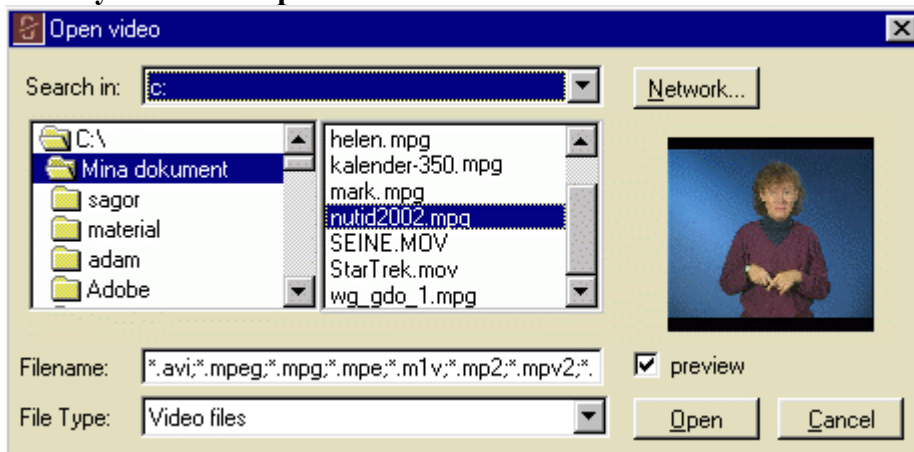 Open video
Search in: c: Network...
C:\
Mina dokument
sagor
material
adam
Adobe
helen.mpg
kalender-350.mpg
mark.mpg
nutid2002.mpg
SEINE.MOV
StarTrek.mov
wg_gdo_1.mpg
Filename: *.avi;*.mpeg;*.mpg;*.mpe;*.m1v;*.mp2;*.mpv2;*. preview
File Type: Video files Open Cancel